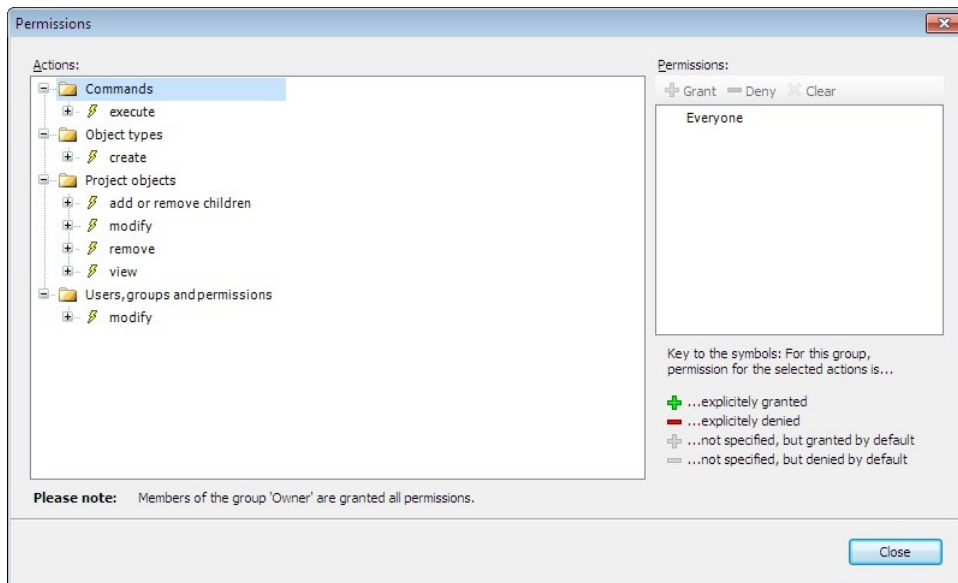 Permissions
Actions:
Commands
execute
Object types
create
Project objects
add or remove children
modify
remove
view
Users, groups and permissions
modify
Permissions:
Grant Deny Clear
Everyone
Key to the symbols: For this group,
permission for the selected actions is...
...explicitely granted
...explicitely denied
...not specified, but granted by default
...not specified, but denied by default
Please note: Members of the group 'Owner' are granted all permissions.
Close